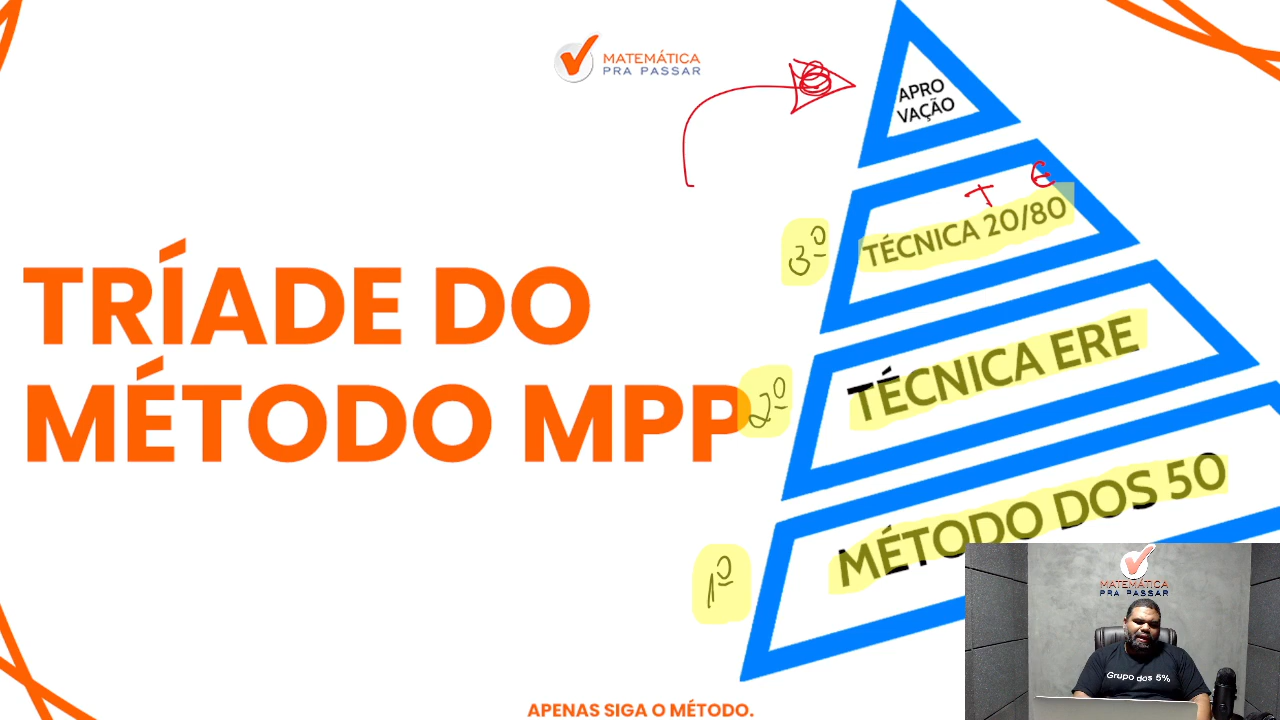 MATEMÁTICA
PRA PASSAR
TRÍADE DO
MÉTODO MPP
APRO
VAÇÃO
T E
3º
TÉCNICA 20/80
2º
TÉCNICA ERE
1º
MÉTODO DOS 50
MATEMÁTICA
PRA PASSAR
Grupo dos 5%
APENAS SIGA O MÉTODO.